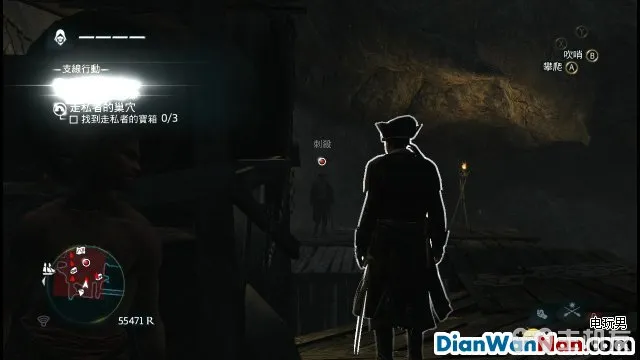 支線行動
走私者的巢穴
找到走私者的寶箱 0/3
吹哨 B
攀爬 A
刺殺
55471 R
电玩男
DianWanNan.com